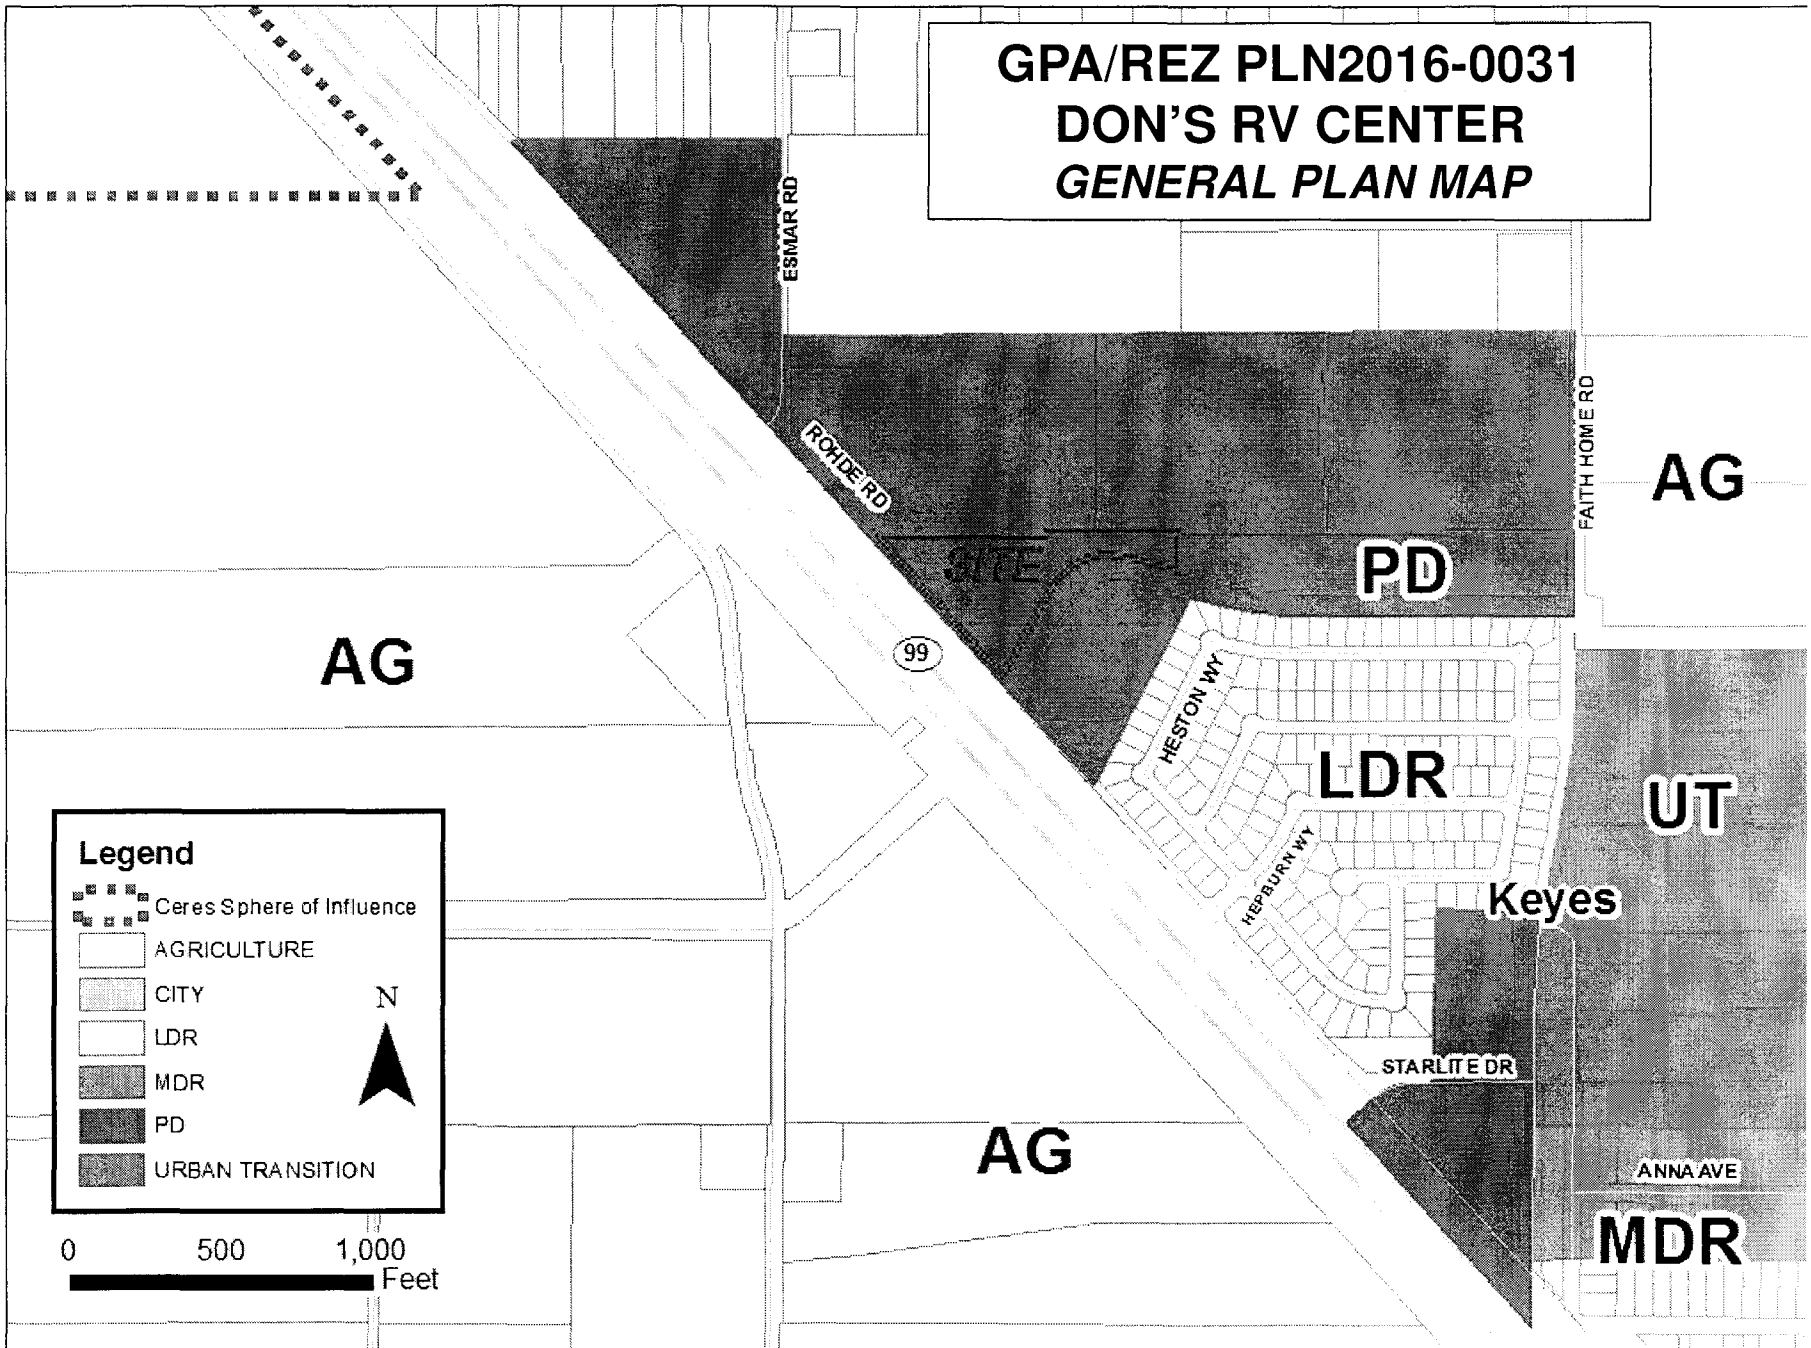 GPA/REZ PLN2016-0031
DON'S RV CENTER
GENERAL PLAN MAP
ESMAR RD
ROHDE RD
FAITH HOME RD
AG
SITE
PD
AG
99
HESTON WY
LDR
UT
HEPBURN WY
Keyes
STARLITE DR
AG
ANNA AVE
MDR
Legend
Ceres Sphere of Influence
AGRICULTURE
CITY
N
LDR
MDR
PD
URBAN TRANSITION
0 500 1,000
Feet